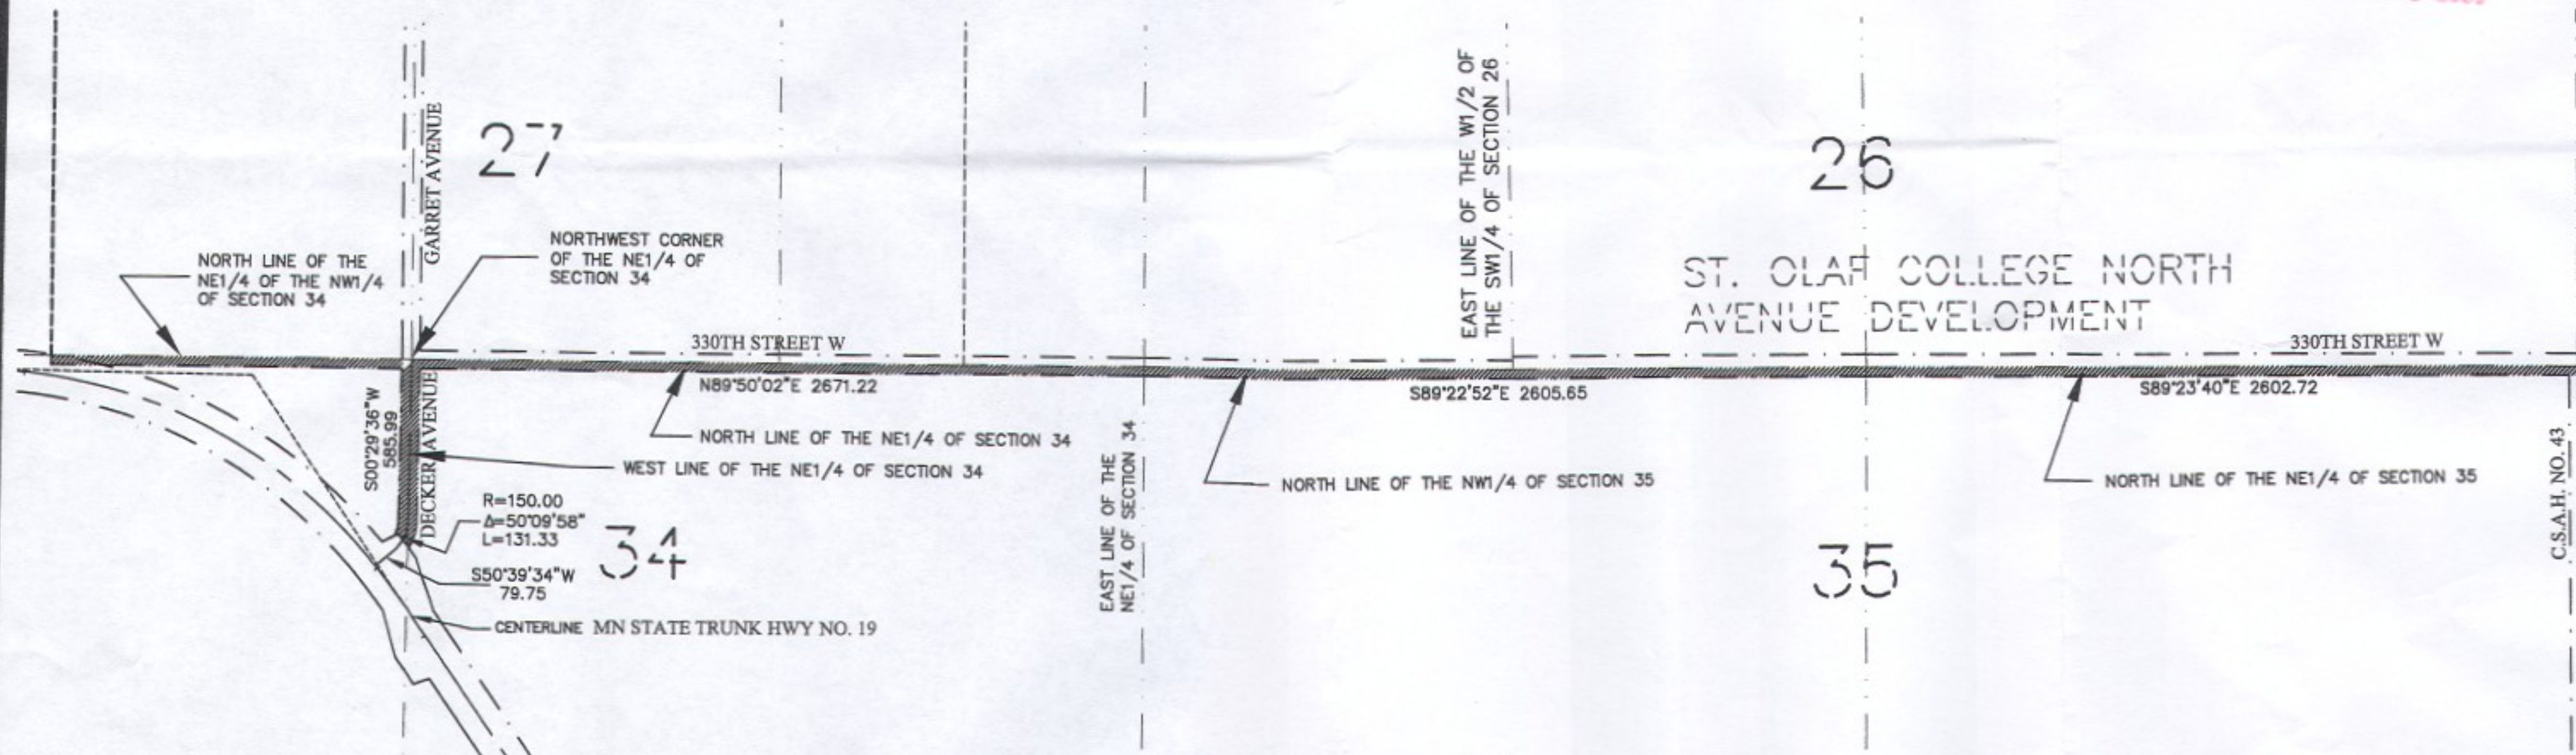 27
GARRET AVENUE
NORTH LINE OF THE
NE1/4 OF THE NW1/4
OF SECTION 34
NORTHWEST CORNER
OF THE NE1/4 OF
SECTION 34
EAST LINE OF THE W1/2 OF
THE SW1/4 OF SECTION 26
26
ST. OLAF COLLEGE NORTH
AVENUE DEVELOPMENT
330TH STREET W
330TH STREET W
N89°50'02"E 2671.22
S89°22'52"E 2605.65
S89°23'40"E 2602.72
S00°29'36"W
585.99
DECKER AVENUE
NORTH LINE OF THE NE1/4 OF SECTION 34
WEST LINE OF THE NE1/4 OF SECTION 34
EAST LINE OF THE
NE1/4 OF SECTION 34
NORTH LINE OF THE NW1/4 OF SECTION 35
NORTH LINE OF THE NE1/4 OF SECTION 35
C.S.A.H. NO. 43
R=150.00
Δ=50°09'58"
L=131.33
34
S50°39'34"W
79.75
35
CENTERLINE MN STATE TRUNK HWY NO. 19